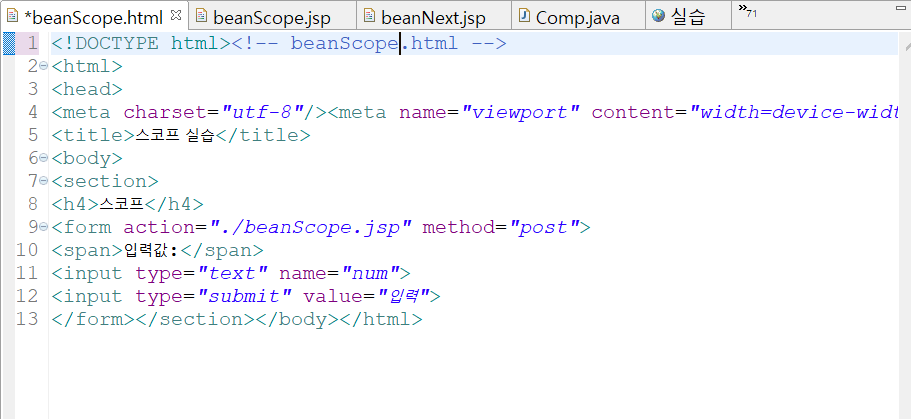 *beanScope.html beanScope.jsp beanNext.jsp Comp.java 실습 »71
1 <!DOCTYPE html><!-- beanScope.html -->
2 <html>
3 <head>
4 <meta charset="utf-8"/><meta name="viewport" content="width=device-widt
5 <title>스코프 실습</title>
6 <body>
7 <section>
8 <h4>스코프</h4>
9 <form action="./beanScope.jsp" method="post">
10 <span>입력값:</span>
11 <input type="text" name="num">
12 <input type="submit" value="입력">
13 </form></section></body></html>